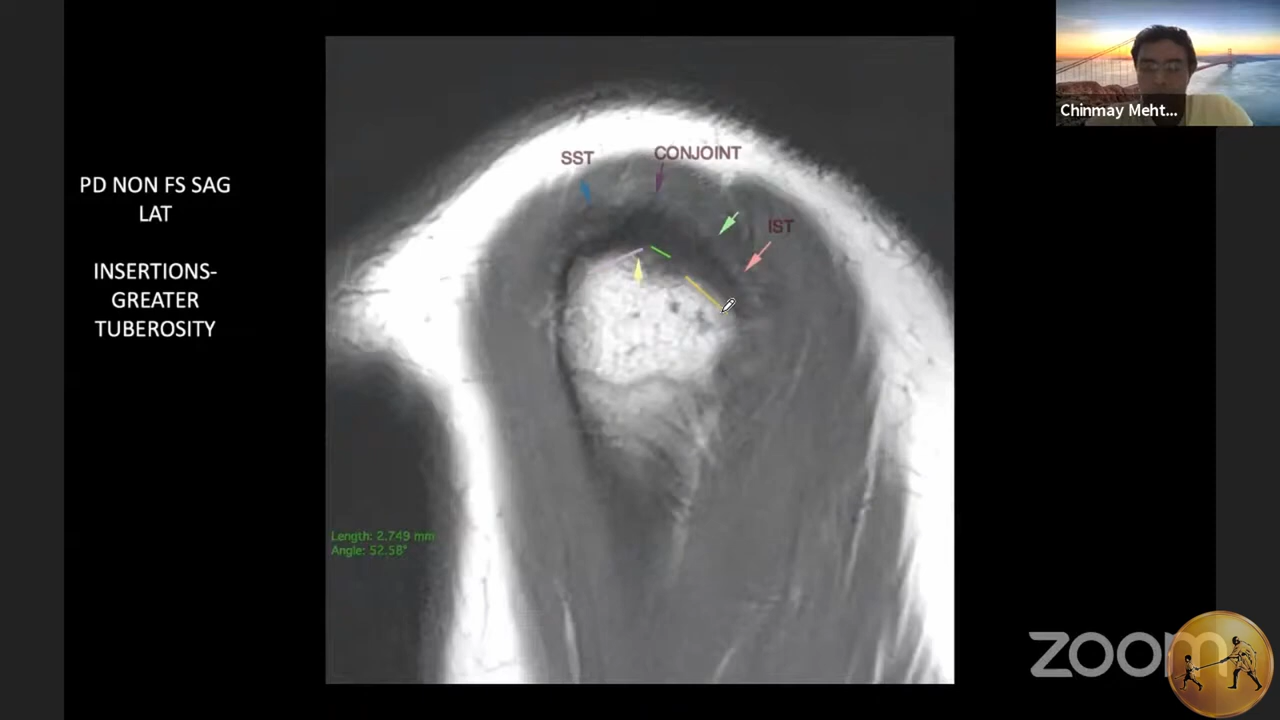 Chinmay Meht...
SST
CONJOINT
PD NON FS SAG
LAT
IST
INSERTIONS-
GREATER
TUBEROSITY
Length: 2.749 mm
Angle: 52.58°
zoom